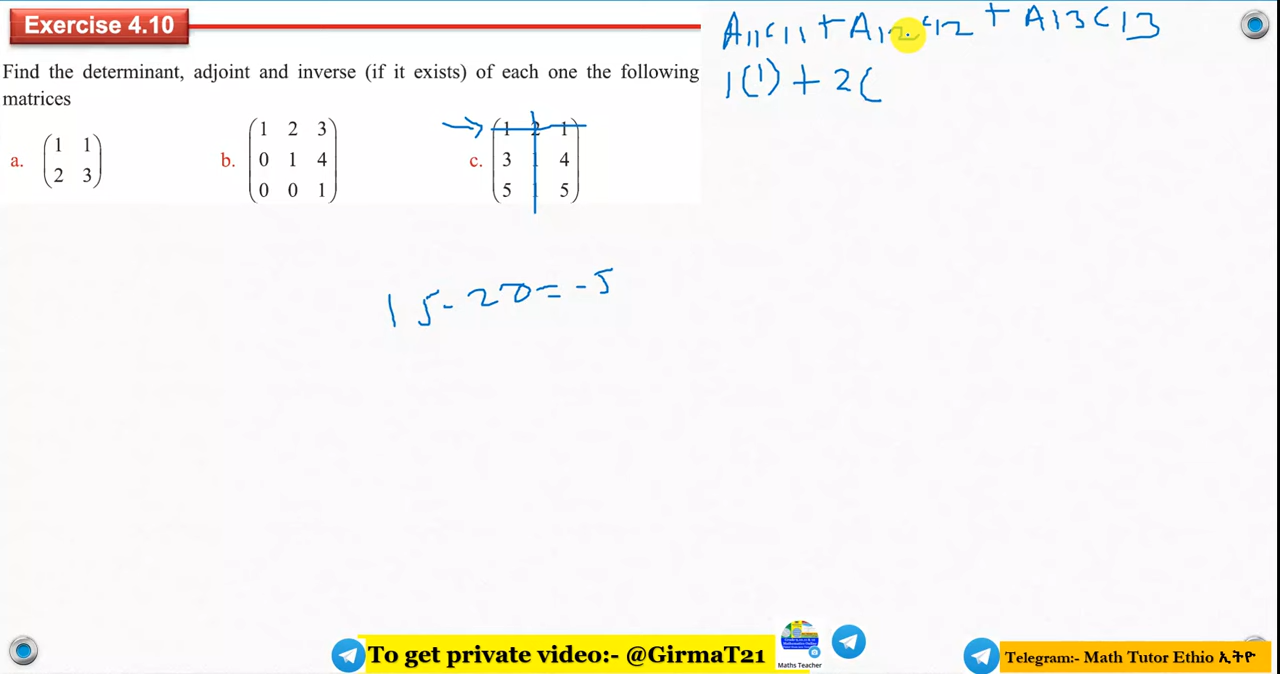 Exercise 4.10
Find the determinant, adjoint and inverse (if it exists) of each one the following
matrices
a. (1 1
2 3)
b. (1 2 3
0 1 4
0 0 1)
c. (1 2 1
3 1 4
5 1 5)
A11C11 + A12C12 + A13C13
1(1) + 2(
15-20=-5
To get private video:- @GirmaT21
Maths Teacher
Telegram:- Math Tutor Ethio ኢትዮ